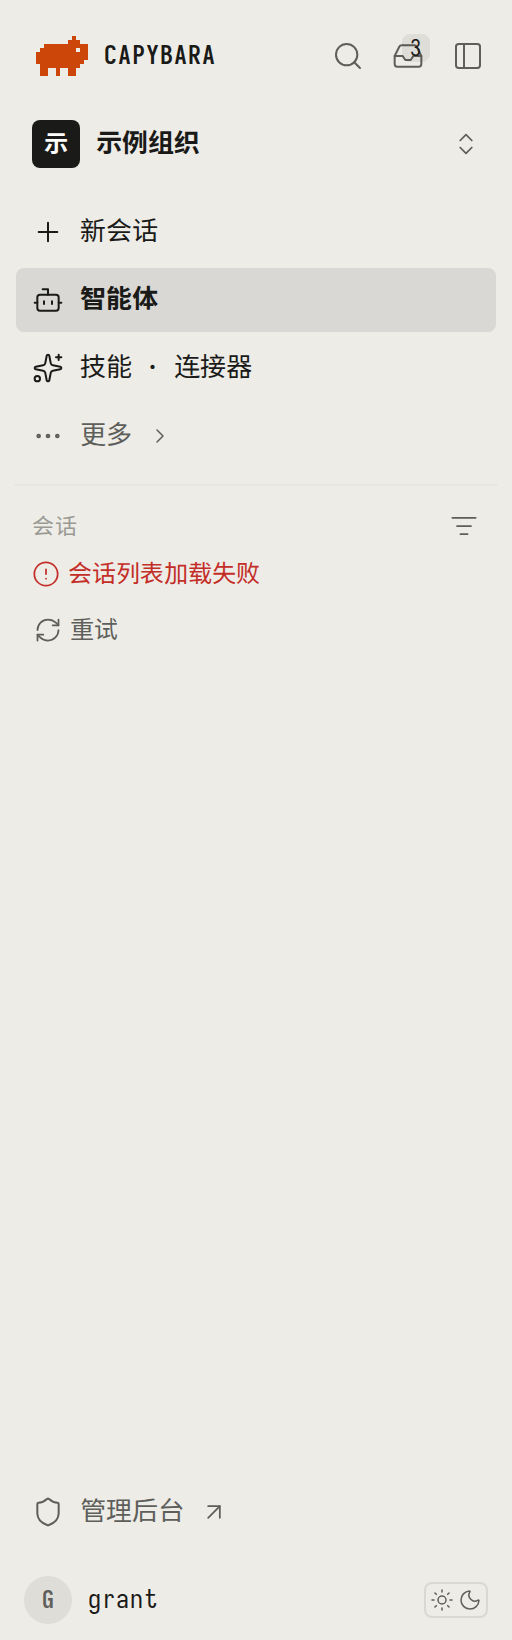 CAPYBARA 3
示 示例组织
新会话
智能体
技能 · 连接器
更多
会话
会话列表加载失败
重试
管理后台
G grant